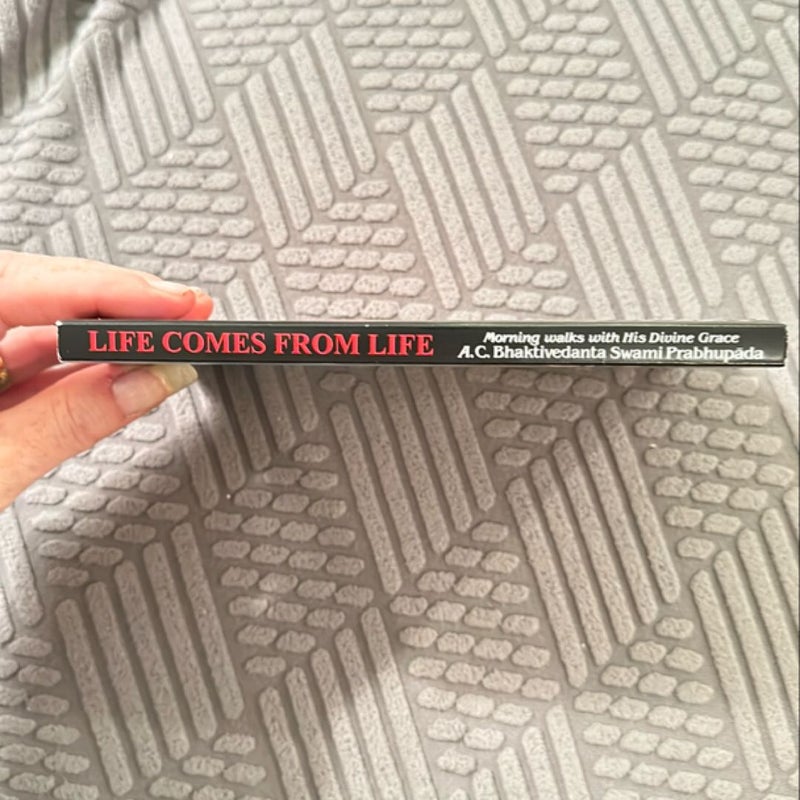 LIFE COMES FROM LIFE
Morning walks with His Divine Grace
A.C. Bhaktivedanta Swami Prabhupāda